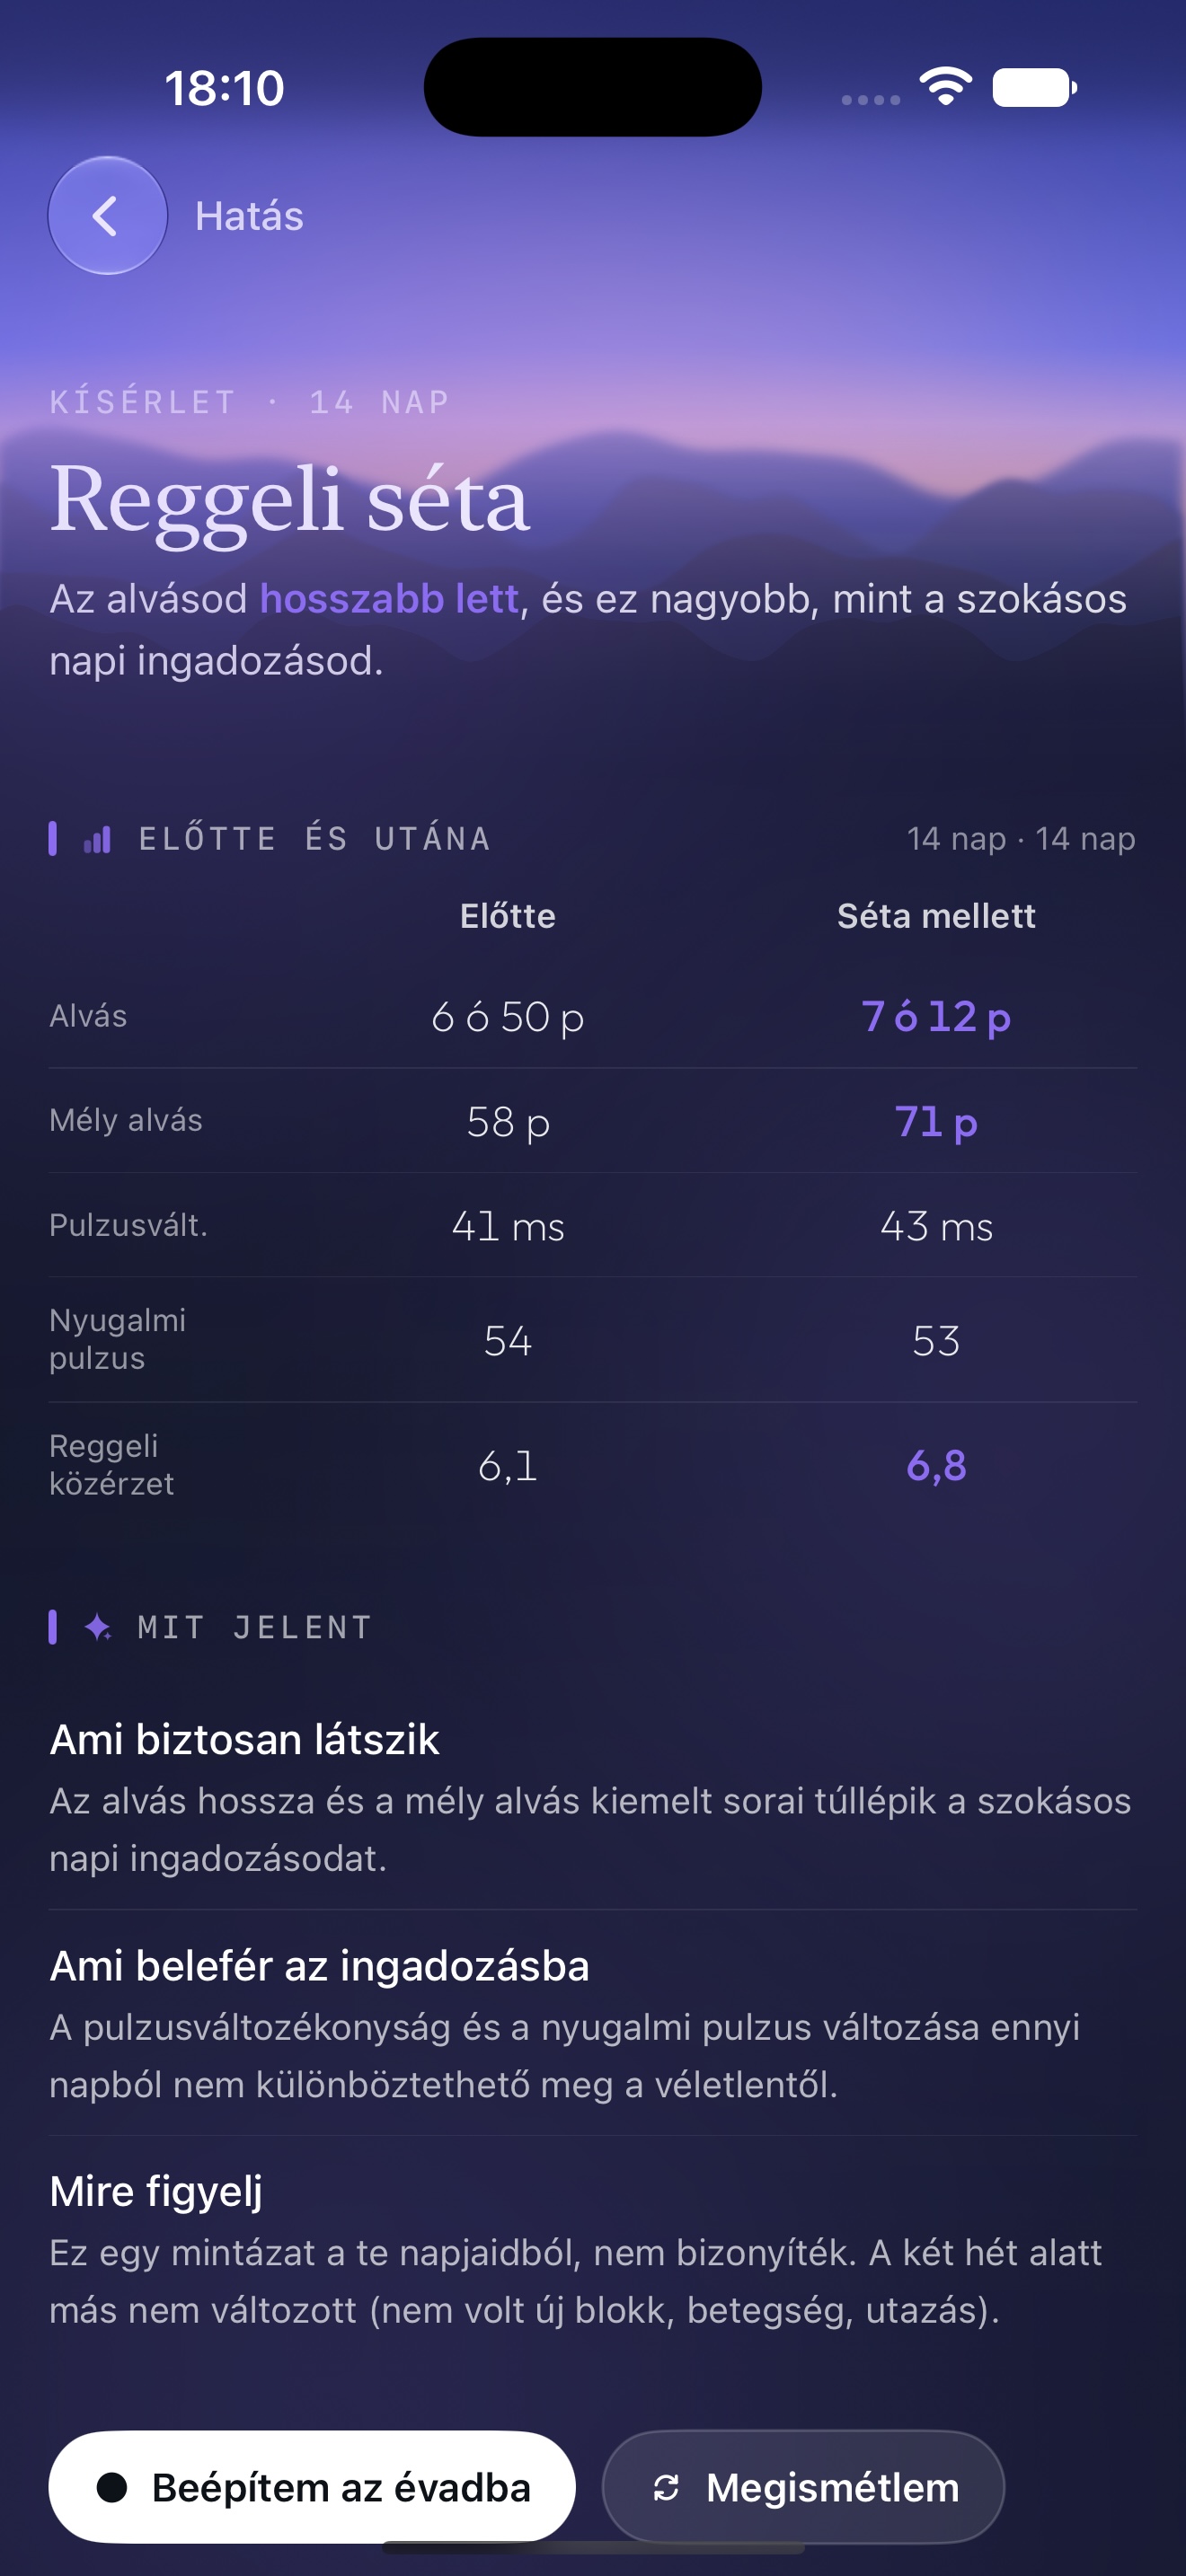 18:10
Hatás
KÍSÉRLET · 14 NAP
Reggeli séta
Az alvásod hosszabb lett, és ez nagyobb, mint a szokásos
napi ingadozásod.
ELŐTTE ÉS UTÁNA 14 nap · 14 nap
Előtte Séta mellett
Alvás 6 ó 50 p 7 ó 12 p
Mély alvás 58 p 71 p
Pulzusvált. 41 ms 43 ms
Nyugalmi
pulzus 54 53
Reggeli
közérzet 6,1 6,8
MIT JELENT
Ami biztosan látszik
Az alvás hossza és a mély alvás kiemelt sorai túllépik a szokásos
napi ingadozásodat.
Ami belefér az ingadozásba
A pulzusváltozékonyság és a nyugalmi pulzus változása ennyi
napból nem különböztethető meg a véletlentől.
Mire figyelj
Ez egy mintázat a te napjaidból, nem bizonyíték. A két hét alatt
más nem változott (nem volt új blokk, betegség, utazás).
Beépítem az évadba Megismétlem